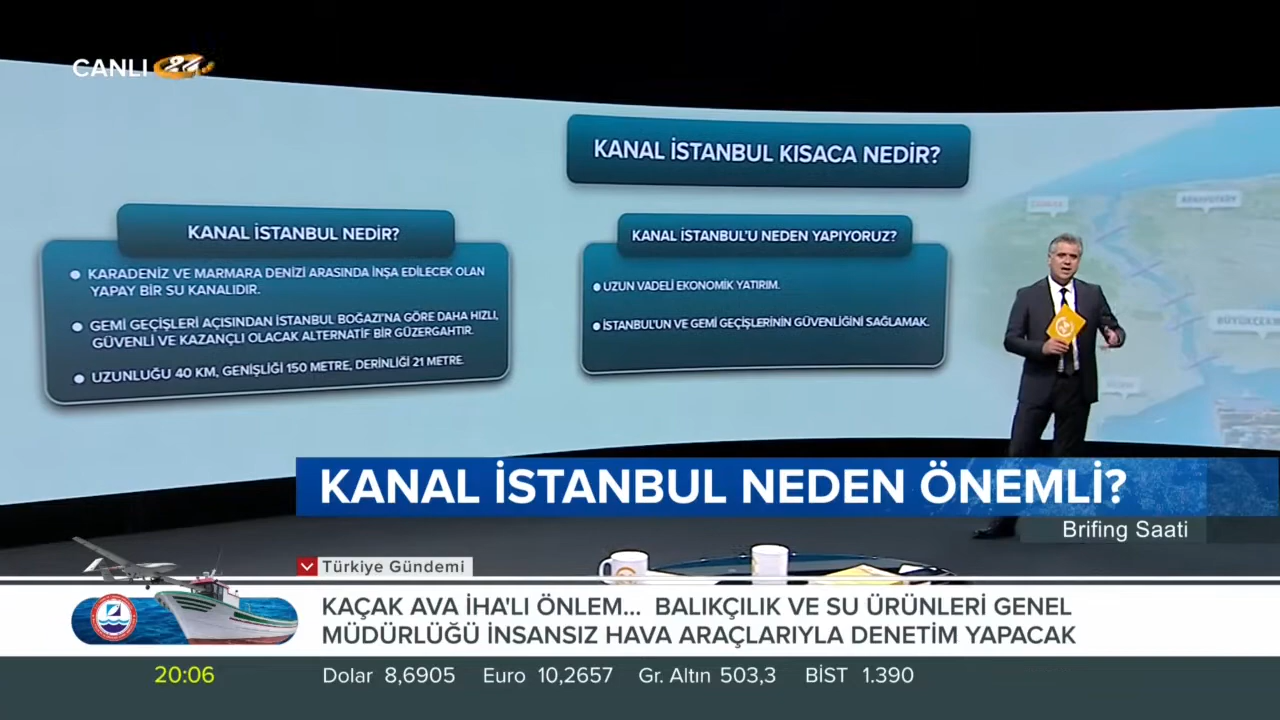 CANLI 24
KANAL İSTANBUL KISACA NEDİR?
KANAL İSTANBUL NEDİR?
● KARADENİZ VE MARMARA DENİZİ ARASINDA İNŞA EDİLECEK OLAN
YAPAY BİR SU KANALIDIR.
● GEMİ GEÇİŞLERİ AÇISINDAN İSTANBUL BOĞAZI'NA GÖRE DAHA HIZLI,
GÜVENLİ VE KAZANÇLI OLACAK ALTERNATİF BİR GÜZERGAHTIR.
● UZUNLUĞU 40 KM, GENİŞLİĞİ 150 METRE, DERİNLİĞİ 21 METRE.
KANAL İSTANBUL'U NEDEN YAPIYORUZ?
● UZUN VADELİ EKONOMİK YATIRIM.
● İSTANBUL'UN VE GEMİ GEÇİŞLERİNİN GÜVENLİĞİNİ SAĞLAMAK.
ARNAVUTKÖY
KANAL İSTANBUL NEDEN ÖNEMLİ?
Brifing Saati
Türkiye Gündemi
KAÇAK AVA İHA'LI ÖNLEM... BALIKÇILIK VE SU ÜRÜNLERİ GENEL
MÜDÜRLÜĞÜ İNSANSIZ HAVA ARAÇLARIYLA DENETİM YAPACAK
20:06 Dolar 8,6905 Euro 10,2657 Gr. Altın 503,3 BİST 1.390